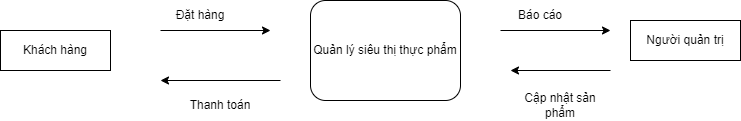 Đặt hàng
Báo cáo
Khách hàng
Quản lý siêu thị thực phẩm
Người quản trị
Thanh toán
Cập nhật sản
phẩm